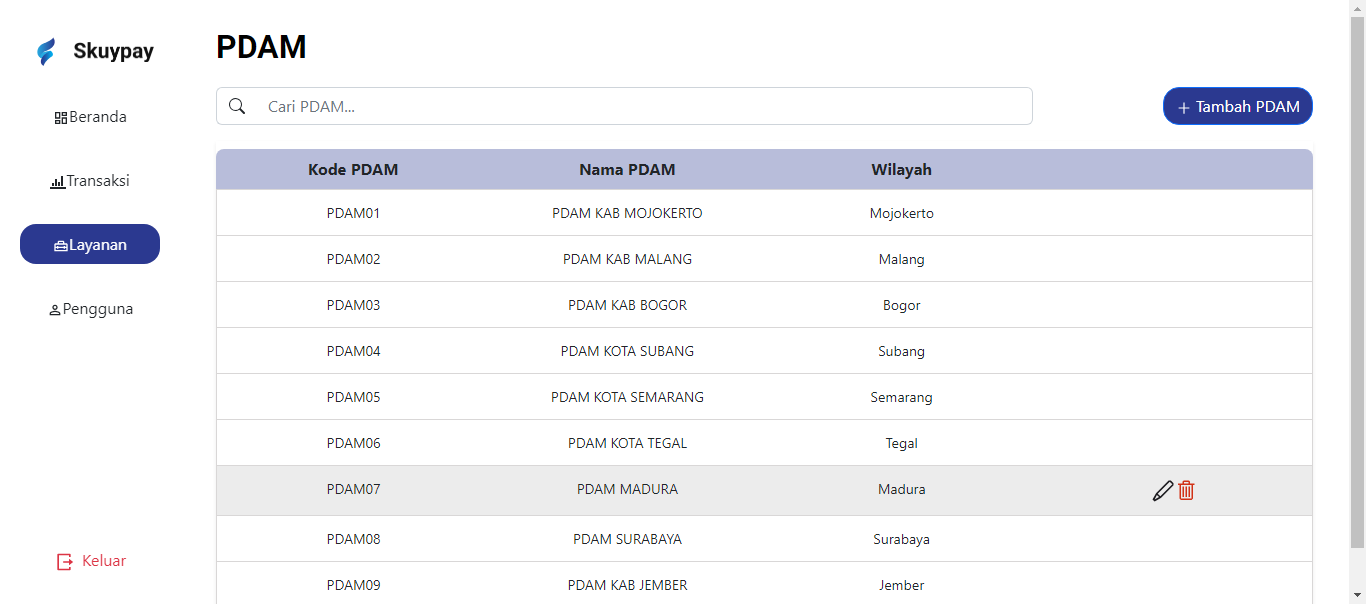 Skuypay
Beranda
Transaksi
Layanan
Pengguna
Keluar
PDAM
Cari PDAM...
+ Tambah PDAM
Kode PDAM Nama PDAM Wilayah
PDAM01 PDAM KAB MOJOKERTO Mojokerto
PDAM02 PDAM KAB MALANG Malang
PDAM03 PDAM KAB BOGOR Bogor
PDAM04 PDAM KOTA SUBANG Subang
PDAM05 PDAM KOTA SEMARANG Semarang
PDAM06 PDAM KOTA TEGAL Tegal
PDAM07 PDAM MADURA Madura
PDAM08 PDAM SURABAYA Surabaya
PDAM09 PDAM KAB JEMBER Jember